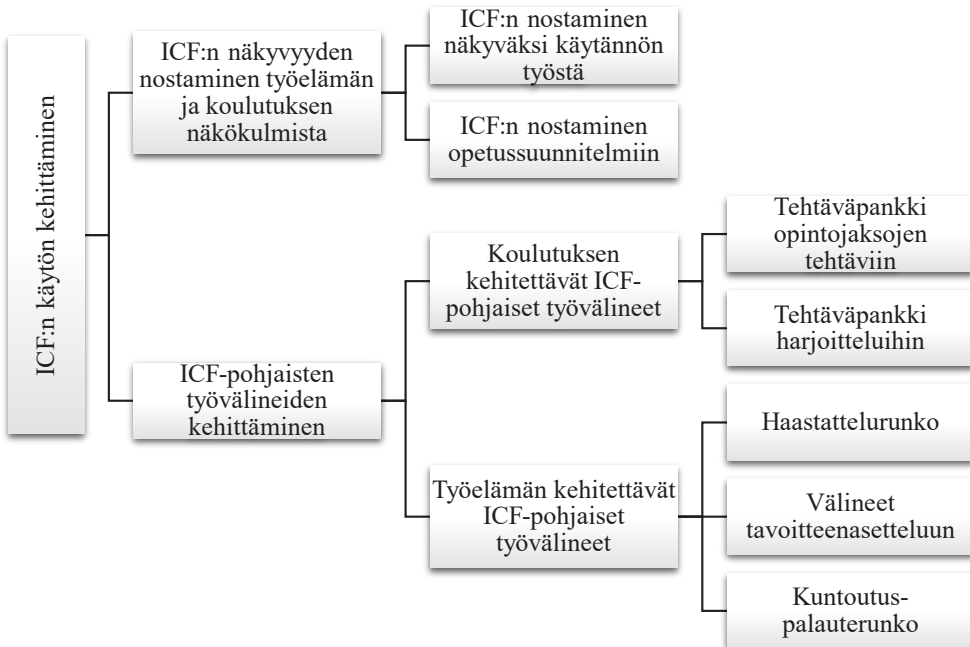 ICF:n käytön kehittäminen
ICF:n näkyvyyden
nostaminen työelämän
ja koulutuksen
näkökulmista
ICF:n nostaminen
näkyväksi käytännön
työstä
ICF:n nostaminen
opetussuunnitelmiin
ICF-pohjaisten
työvälineiden
kehittäminen
Koulutuksen
kehitettävät ICF-
pohjaiset työvälineet
Tehtäväpankki
opintojaksojen
tehtäviin
Tehtäväpankki
harjoitteluihin
Työelämän kehitettävät
ICF-pohjaiset
työvälineet
Haastattelurunko
Välineet
tavoitteenasetteluun
Kuntoutus-
palauterunko